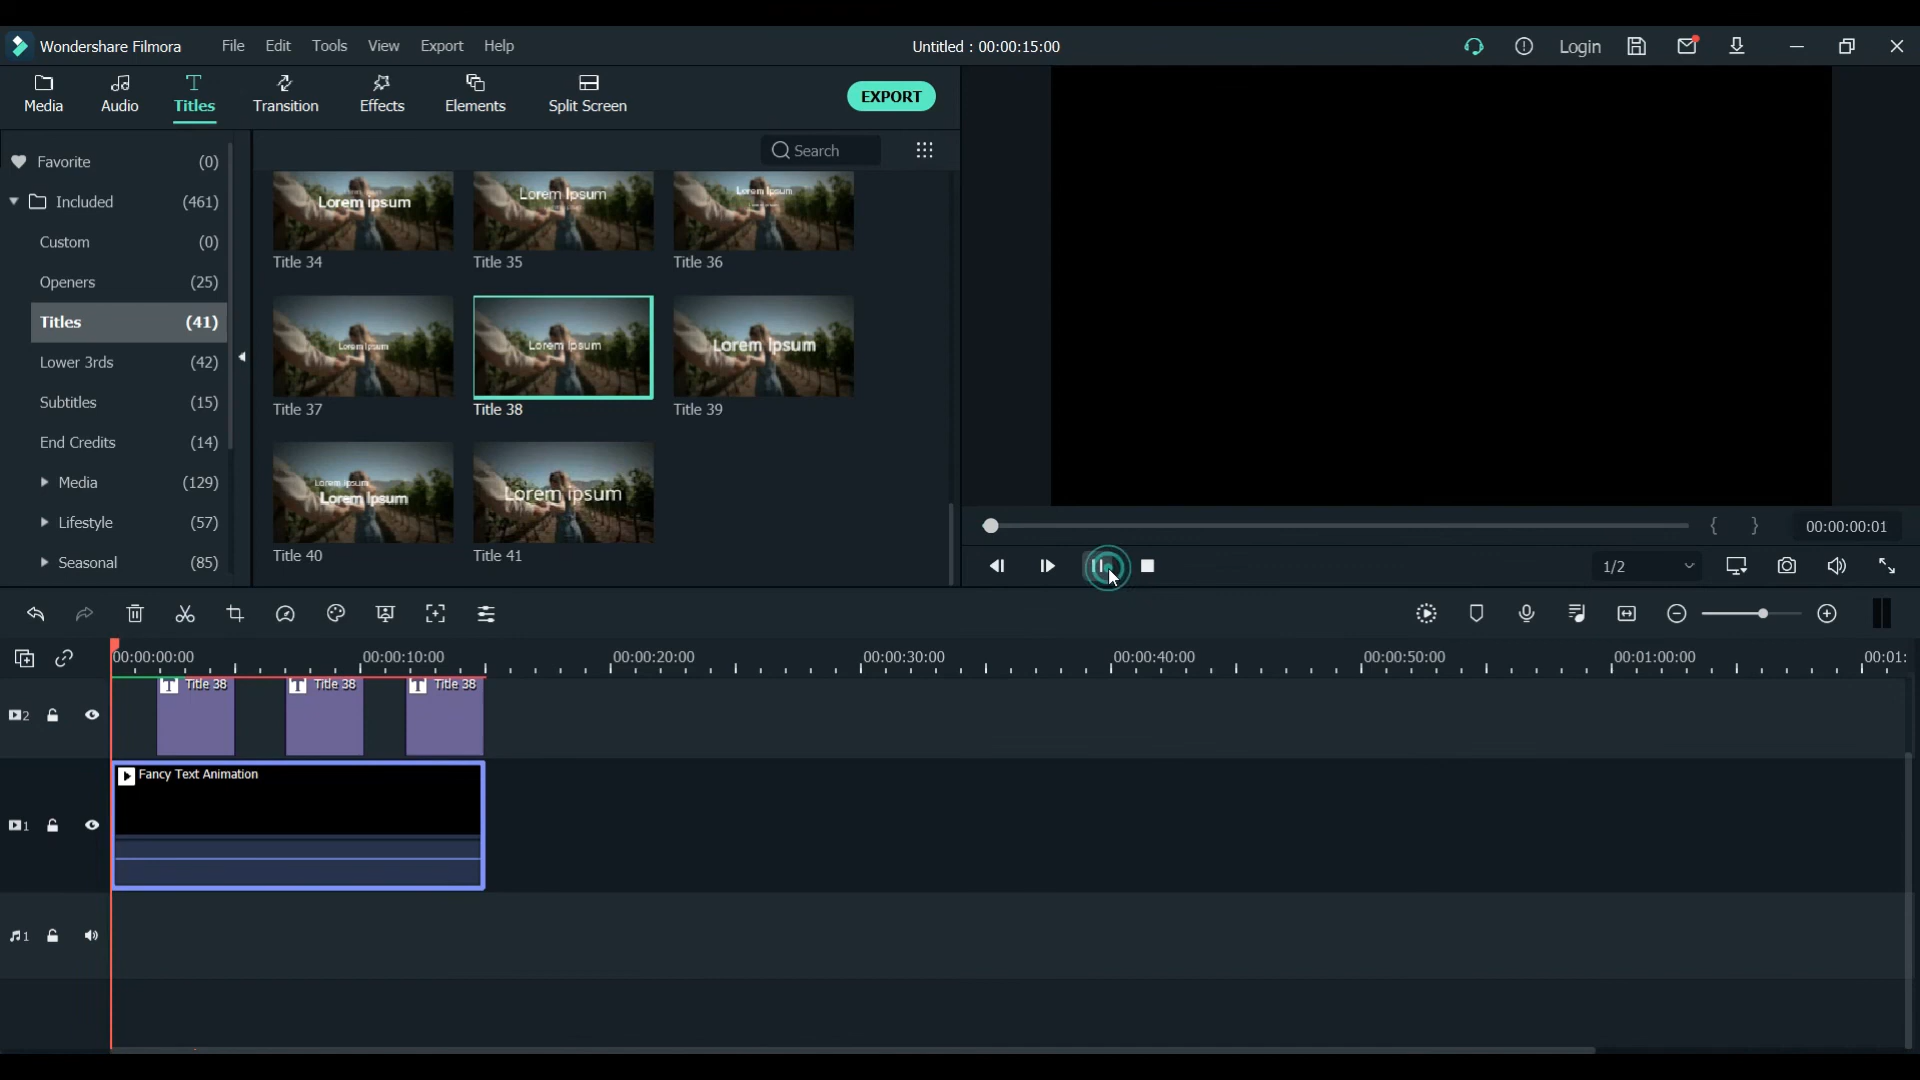 Wondershare Filmora File Edit Tools View Export Help Untitled : 00:00:15:00 Login
Media Audio Titles Transition Effects Elements Split Screen EXPORT
Favorite (0)
Included (461)
Custom (0)
Openers (25)
Titles (41)
Lower 3rds (42)
Subtitles (15)
End Credits (14)
Media (129)
Lifestyle (57)
Seasonal (85)
Search
Lorem ipsum Lorem Ipsum Lorem Ipsum
Title 34 Title 35 Title 36
Lorem Ipsum Lorem Ipsum Lorem Ipsum
Title 37 Title 38 Title 39
Lorem Ipsum
Lorem Ipsum Lorem ipsum
Title 40 Title 41
{ } 00:00:00:01
1/2
00:00:00:00 00:00:10:00 00:00:20:00 00:00:30:00 00:00:40:00 00:00:50:00 00:01:00:00 00:01:
T Title 38 T Title 38 T Title 38
2
Fancy Text Animation
1
1